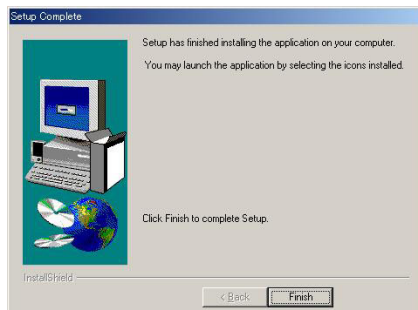 Setup Complete
Setup has finished installing the application on your computer.
You may launch the application by selecting the icons installed.
Click Finish to complete Setup.
InstallShield
< Back
Finish